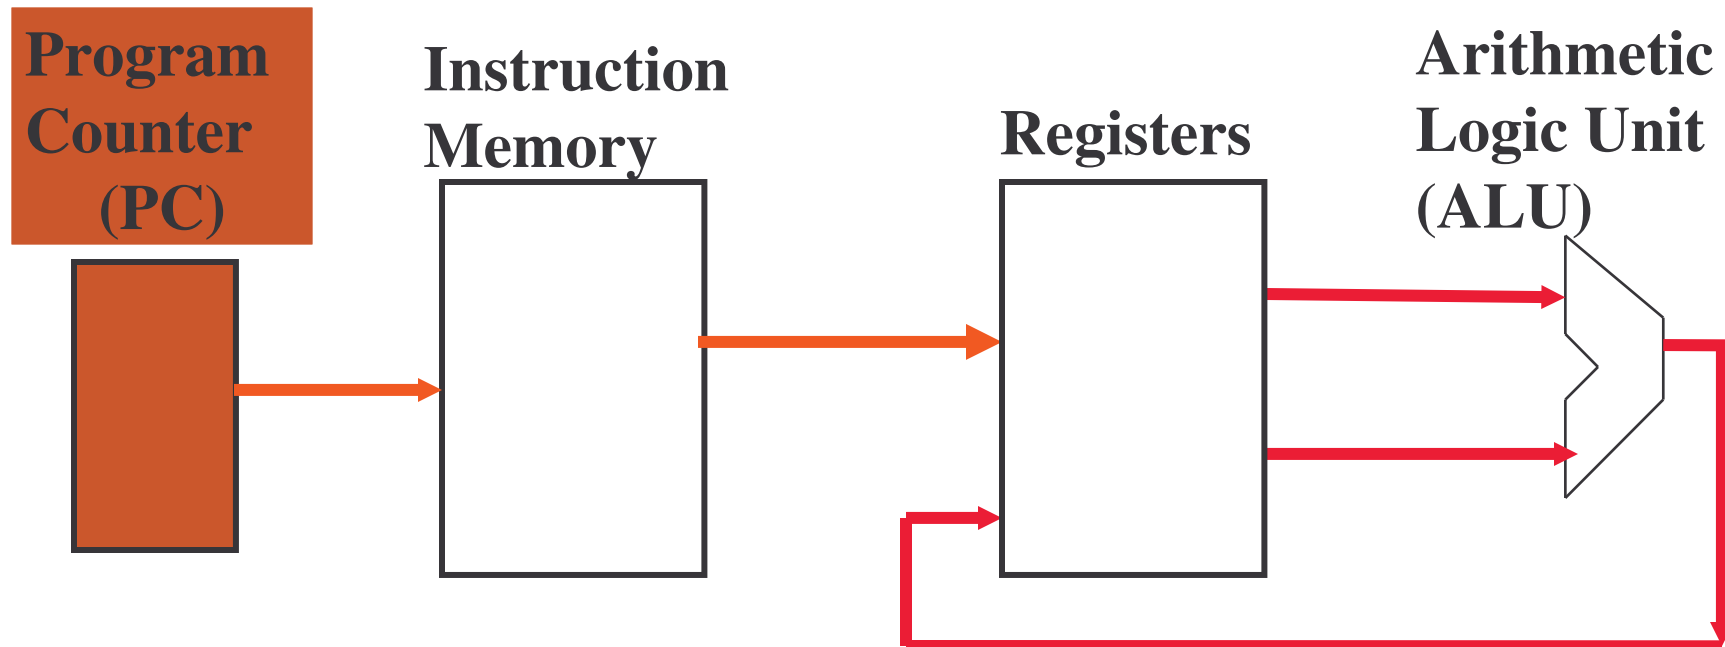 Program
Counter
(PC)
Instruction
Memory
Registers
Arithmetic
Logic Unit
(ALU)